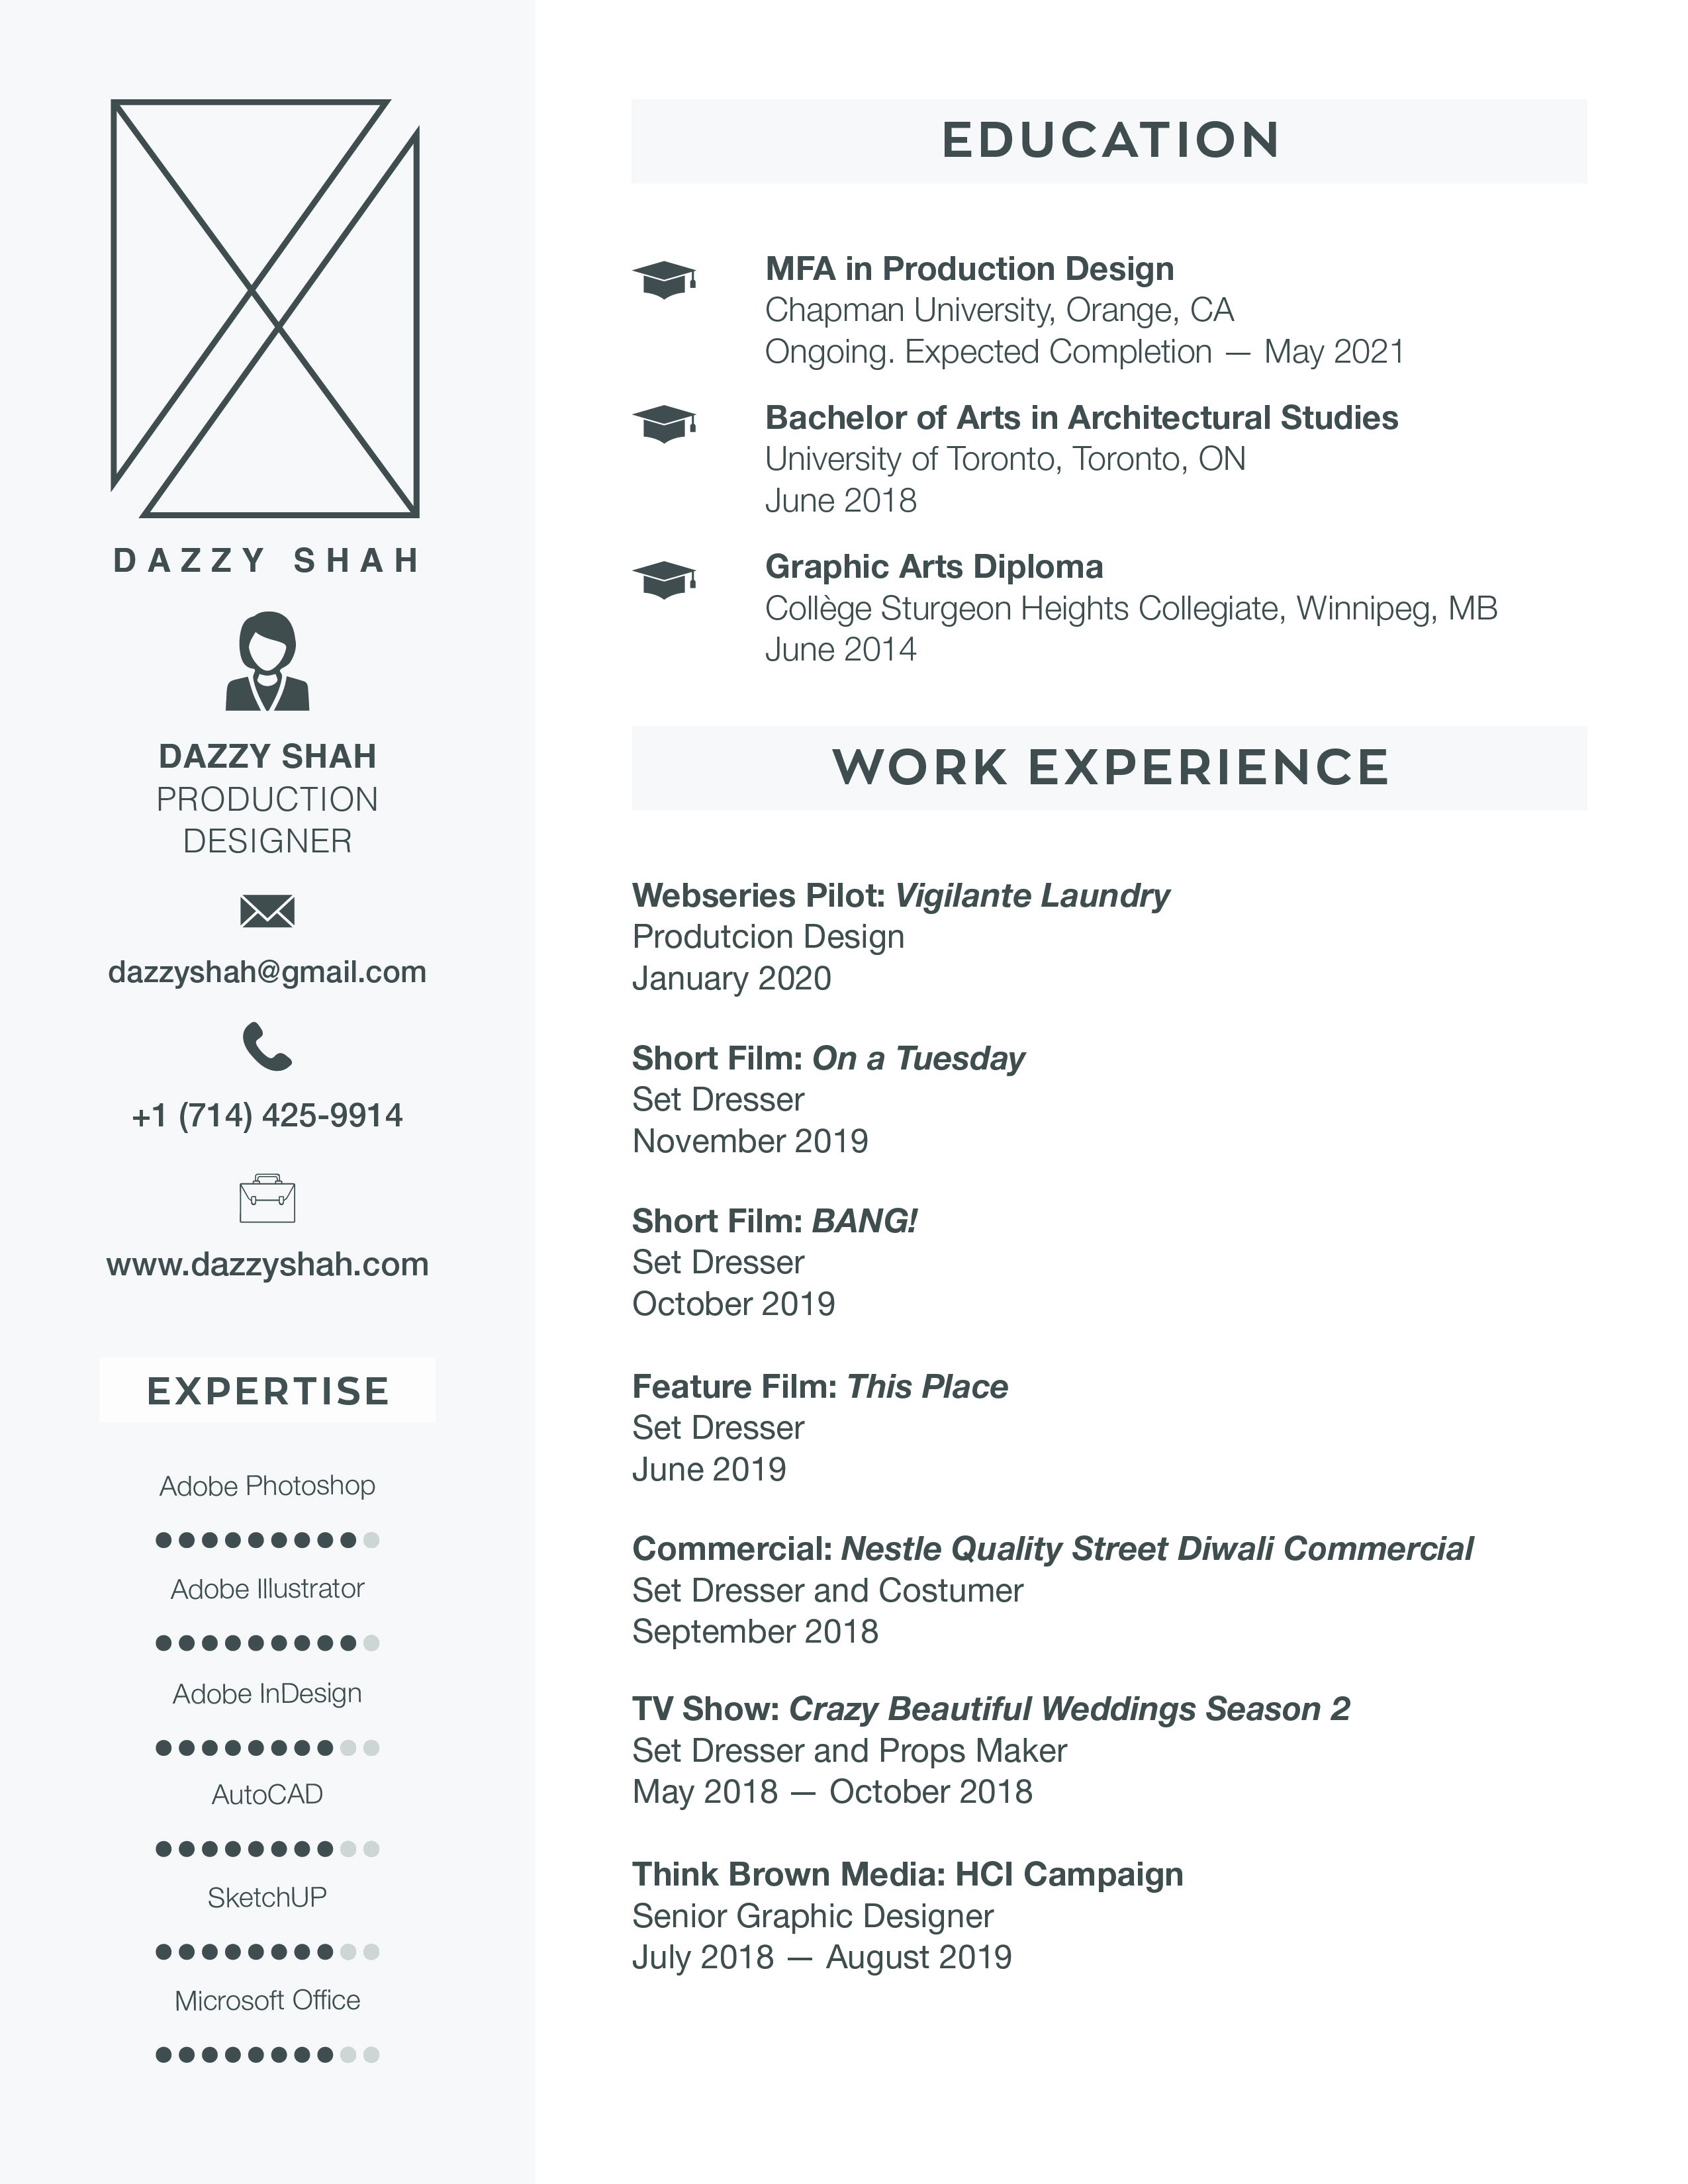 DAZZY SHAH
DAZZY SHAH
PRODUCTION
DESIGNER
dazzyshah@gmail.com
+1 (714) 425-9914
www.dazzyshah.com
EXPERTISE
Adobe Photoshop
Adobe Illustrator
Adobe InDesign
AutoCAD
SketchUP
Microsoft Office
EDUCATION
MFA in Production Design
Chapman University, Orange, CA
Ongoing. Expected Completion — May 2021
Bachelor of Arts in Architectural Studies
University of Toronto, Toronto, ON
June 2018
Graphic Arts Diploma
Collège Sturgeon Heights Collegiate, Winnipeg, MB
June 2014
WORK EXPERIENCE
Webseries Pilot: Vigilante Laundry
Produtcion Design
January 2020
Short Film: On a Tuesday
Set Dresser
November 2019
Short Film: BANG!
Set Dresser
October 2019
Feature Film: This Place
Set Dresser
June 2019
Commercial: Nestle Quality Street Diwali Commercial
Set Dresser and Costumer
September 2018
TV Show: Crazy Beautiful Weddings Season 2
Set Dresser and Props Maker
May 2018 — October 2018
Think Brown Media: HCI Campaign
Senior Graphic Designer
July 2018 — August 2019